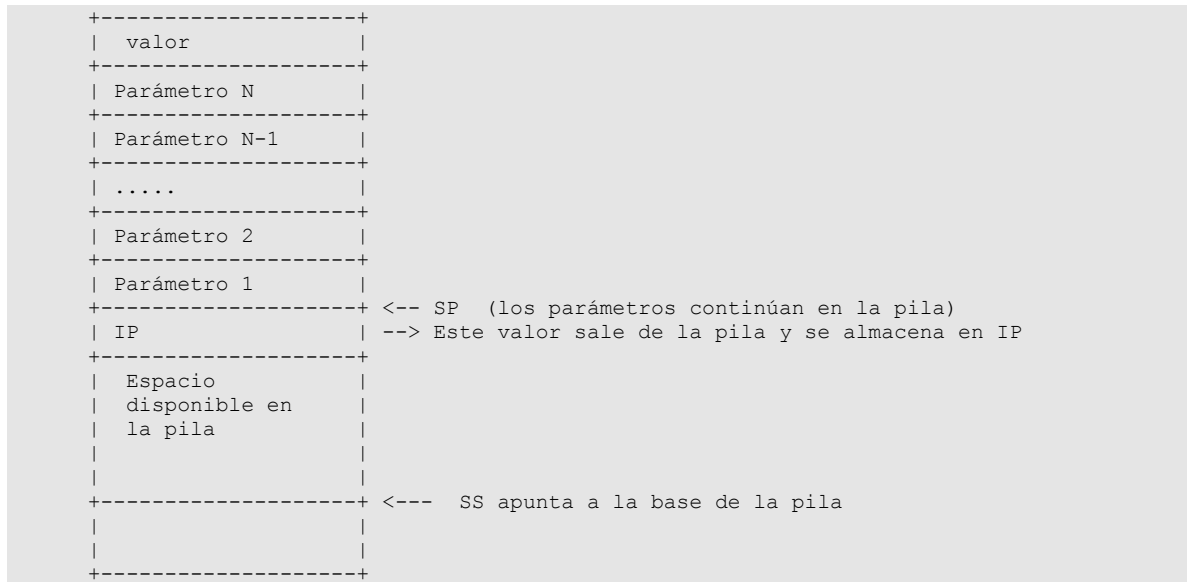 valor
Parámetro N
Parámetro N-1
.....
Parámetro 2
Parámetro 1
<-- SP (los parámetros continúan en la pila)
IP --> Este valor sale de la pila y se almacena en IP
Espacio
disponible en
la pila
<--- SS apunta a la base de la pila